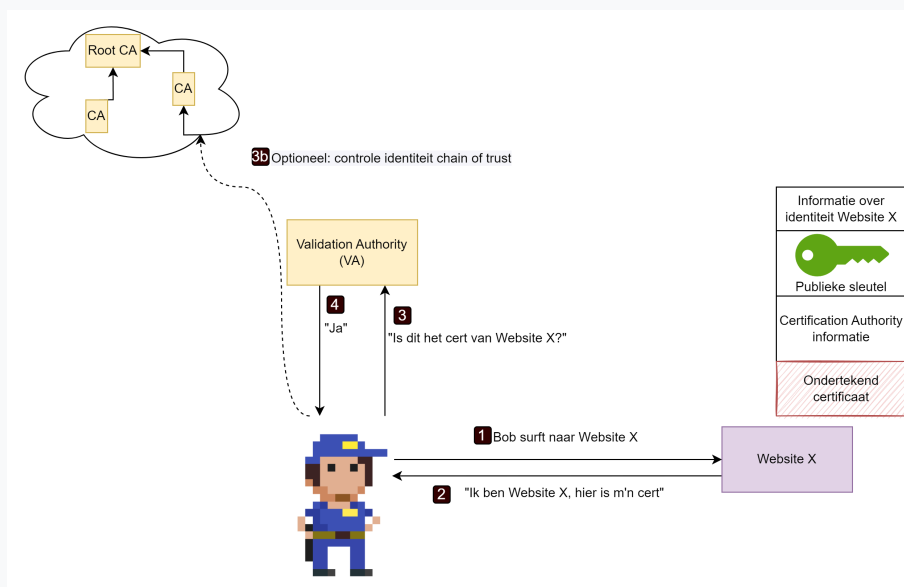 Root CA
CA
CA
3b Optioneel: controle identiteit chain of trust
Informatie over
identiteit Website X
Validation Authority
(VA)
Publieke sleutel
4
"Ja"
3
"Is dit het cert van Website X?"
Certification Authority
informatie
Ondertekend
certificaat
1 Bob surft naar Website X
Website X
2 "Ik ben Website X, hier is m'n cert"